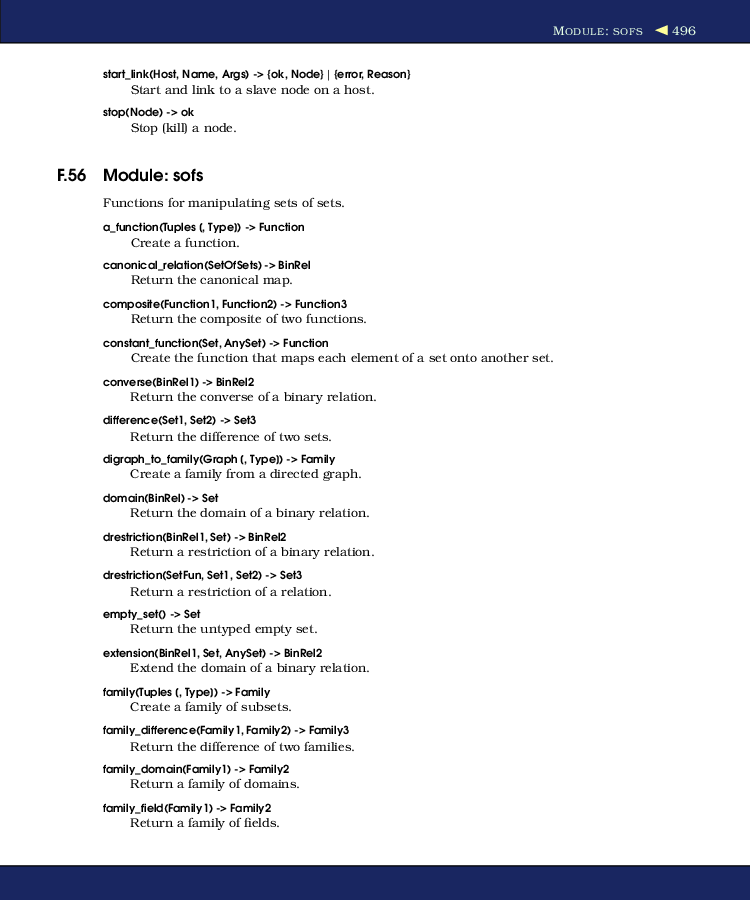 MODULE: SOFS ◀ 496
start_link(Host, Name, Args) -> {ok, Node} | {error, Reason}
Start and link to a slave node on a host.
stop(Node) -> ok
Stop (kill) a node.
F.56 Module: sofs
Functions for manipulating sets of sets.
a_function(Tuples [, Type]) -> Function
Create a function.
canonical_relation(SetOfSets) -> BinRel
Return the canonical map.
composite(Function1, Function2) -> Function3
Return the composite of two functions.
constant_function(Set, AnySet) -> Function
Create the function that maps each element of a set onto another set.
converse(BinRel1) -> BinRel2
Return the converse of a binary relation.
difference(Set1, Set2) -> Set3
Return the difference of two sets.
digraph_to_family(Graph [, Type]) -> Family
Create a family from a directed graph.
domain(BinRel) -> Set
Return the domain of a binary relation.
drestriction(BinRel1, Set) -> BinRel2
Return a restriction of a binary relation.
drestriction(SetFun, Set1, Set2) -> Set3
Return a restriction of a relation.
empty_set() -> Set
Return the untyped empty set.
extension(BinRel1, Set, AnySet) -> BinRel2
Extend the domain of a binary relation.
family(Tuples [, Type]) -> Family
Create a family of subsets.
family_difference(Family1, Family2) -> Family3
Return the difference of two families.
family_domain(Family1) -> Family2
Return a family of domains.
family_field(Family1) -> Family2
Return a family of fields.